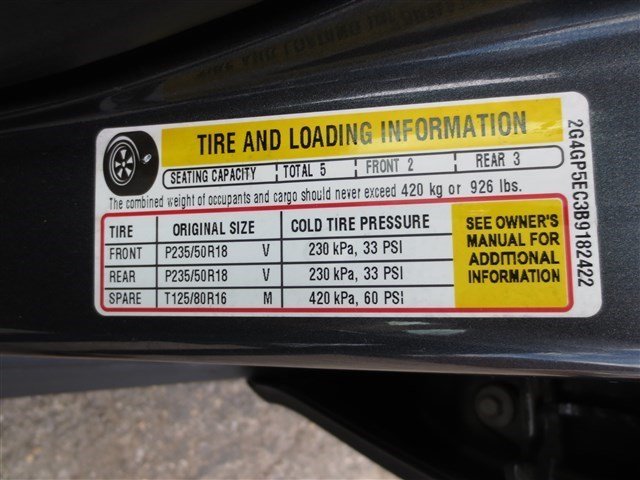 TIRE AND LOADING INFORMATION
SEATING CAPACITY TOTAL 5 FRONT 2 REAR 3
The combined weight of occupants and cargo should never exceed 420 kg or 926 lbs.
TIRE ORIGINAL SIZE COLD TIRE PRESSURE
FRONT P235/50R18 V 230 kPa, 33 PSI
REAR P235/50R18 V 230 kPa, 33 PSI
SPARE T125/80R16 M 420 kPa, 60 PSI
SEE OWNER'S
MANUAL FOR
ADDITIONAL
INFORMATION
2G4GP5EC3B9182422